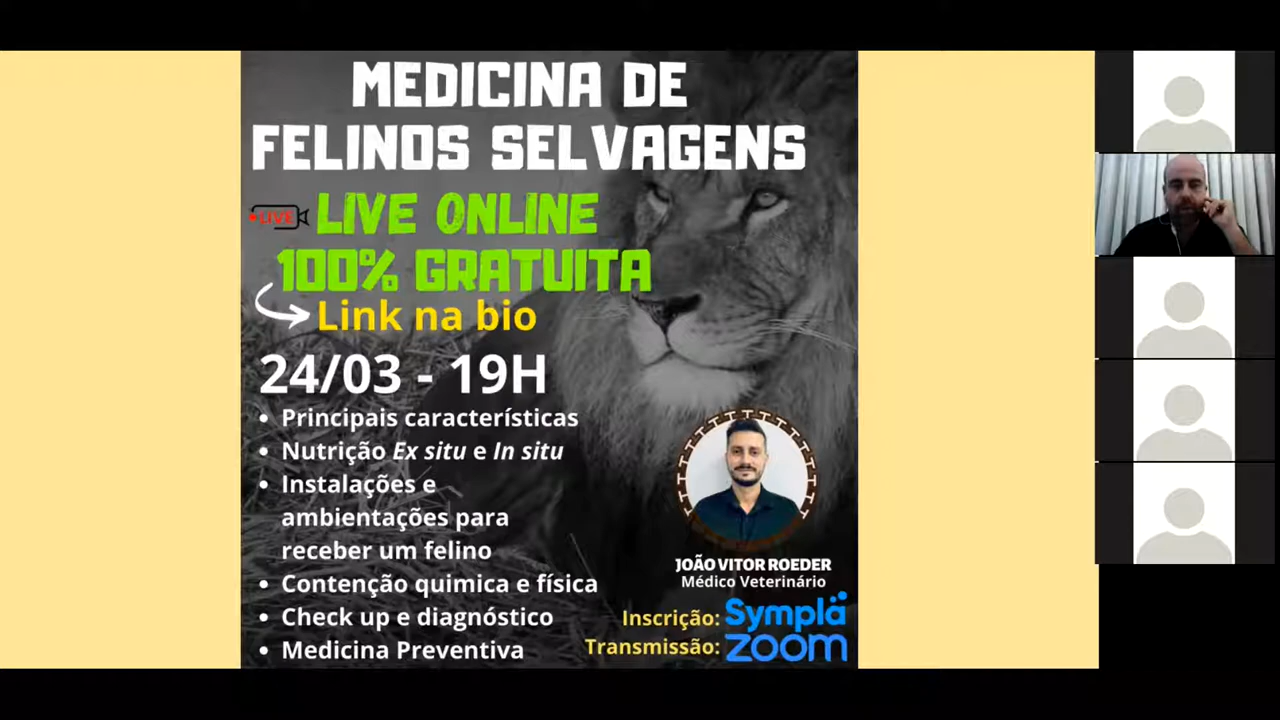 MEDICINA DE
FELINOS SELVAGENS
LIVE LIVE ONLINE
100% GRATUITA
Link na bio
24/03 - 19H
• Principais características
• Nutrição Ex situ e In situ
• Instalações e
ambientações para
receber um felino
• Contenção quimica e física
• Check up e diagnóstico
• Medicina Preventiva
JOÃO VITOR ROEDER
Médico Veterinário
Inscrição: Sympla
Transmissão: zoom